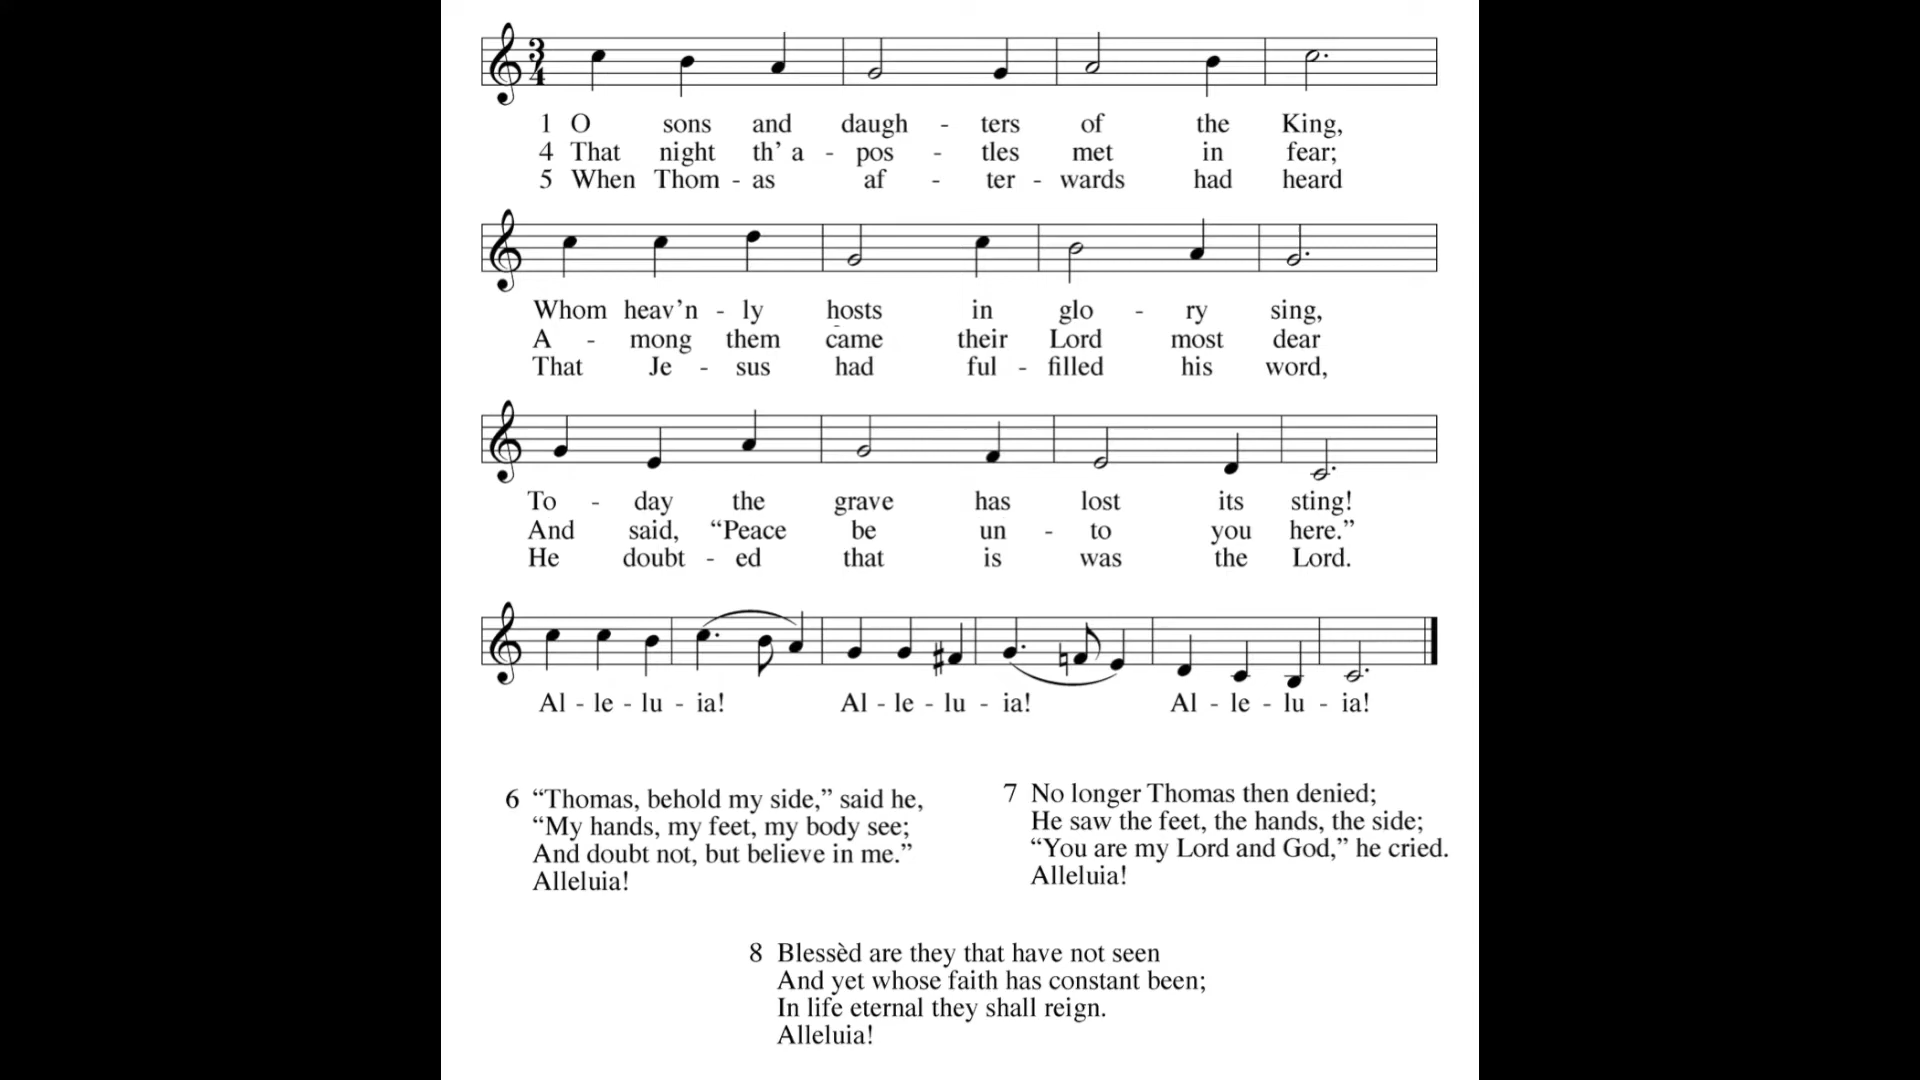 3
4
1 O sons and daugh - ters of the King,
4 That night th’ a - pos - tles met in fear;
5 When Thom - as af - ter - wards had heard
Whom heav’n - ly hosts in glo - ry sing,
A - mong them came their Lord most dear
That Je - sus had ful - filled his word,
To - day the grave has lost its sting!
And said, “Peace be un - to you here.”
He doubt - ed that is was the Lord.
Al - le - lu - ia! Al - le - lu - ia! Al - le - lu - ia!
6 “Thomas, behold my side,” said he,
“My hands, my feet, my body see;
And doubt not, but believe in me.”
Alleluia!
7 No longer Thomas then denied;
He saw the feet, the hands, the side;
“You are my Lord and God,” he cried.
Alleluia!
8 Blessèd are they that have not seen
And yet whose faith has constant been;
In life eternal they shall reign.
Alleluia!